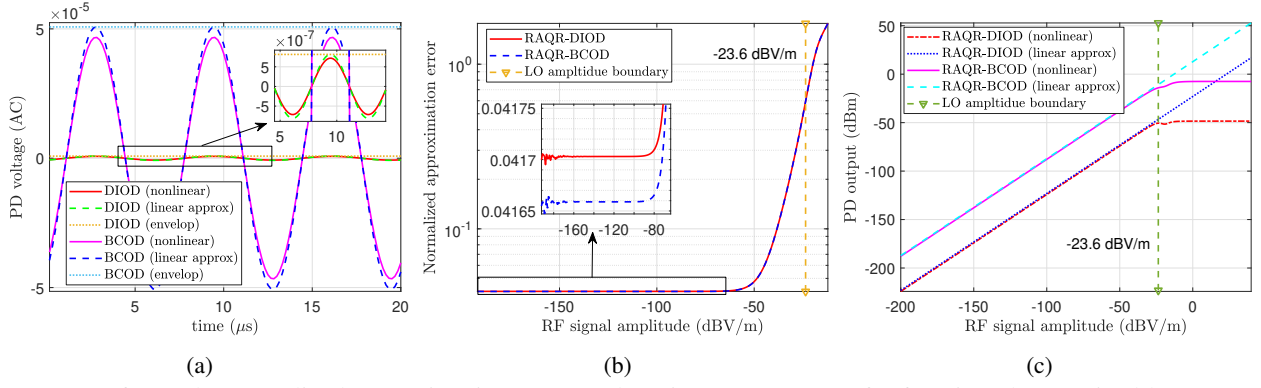 ×10⁻⁵
5
0
-5
PD voltage (AC)
0 5 10 15 20
time (μs)
×10⁻⁷
5
0
-5
5 10
DIOD (nonlinear)
DIOD (linear approx)
DIOD (envelop)
BCOD (nonlinear)
BCOD (linear approx)
BCOD (envelop)
(a)
Normalized approximation error
10⁰
10⁻¹
-150 -100 -50
RF signal amplitude (dBV/m)
RAQR-DIOD
RAQR-BCOD
LO ampltidue boundary
-23.6 dBV/m
0.04175
0.0417
0.04165
-160 -120 -80
(b)
PD output (dBm)
50
0
-50
-100
-150
-200
-200 -150 -100 -50 0
RF signal amplitude (dBV/m)
RAQR-DIOD (nonlinear)
RAQR-DIOD (linear approx)
RAQR-BCOD (nonlinear)
RAQR-BCOD (linear approx)
LO ampltidue boundary
-23.6 dBV/m
(c)